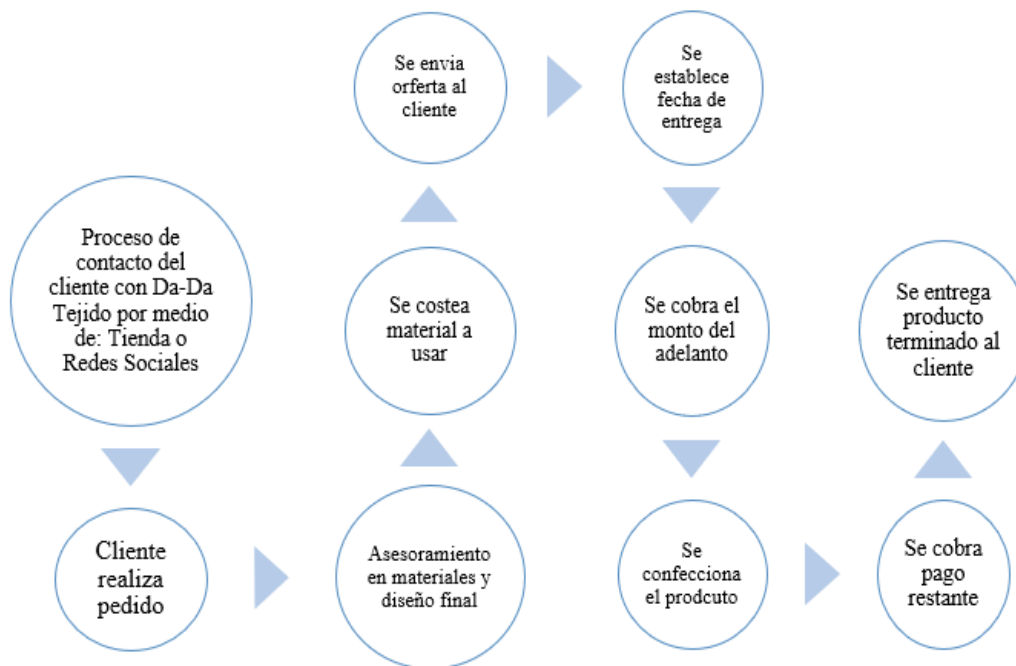 Proceso de
contacto del
cliente con Da-Da
Tejido por medio
de: Tienda o
Redes Sociales
Cliente
realiza
pedido
Asesoramiento
en materiales y
diseño final
Se costea
material a
usar
Se envia
orferta al
cliente
Se
establece
fecha de
entrega
Se cobra el
monto del
adelanto
Se
confecciona
el prodcuto
Se cobra
pago
restante
Se entrega
producto
terminado al
cliente